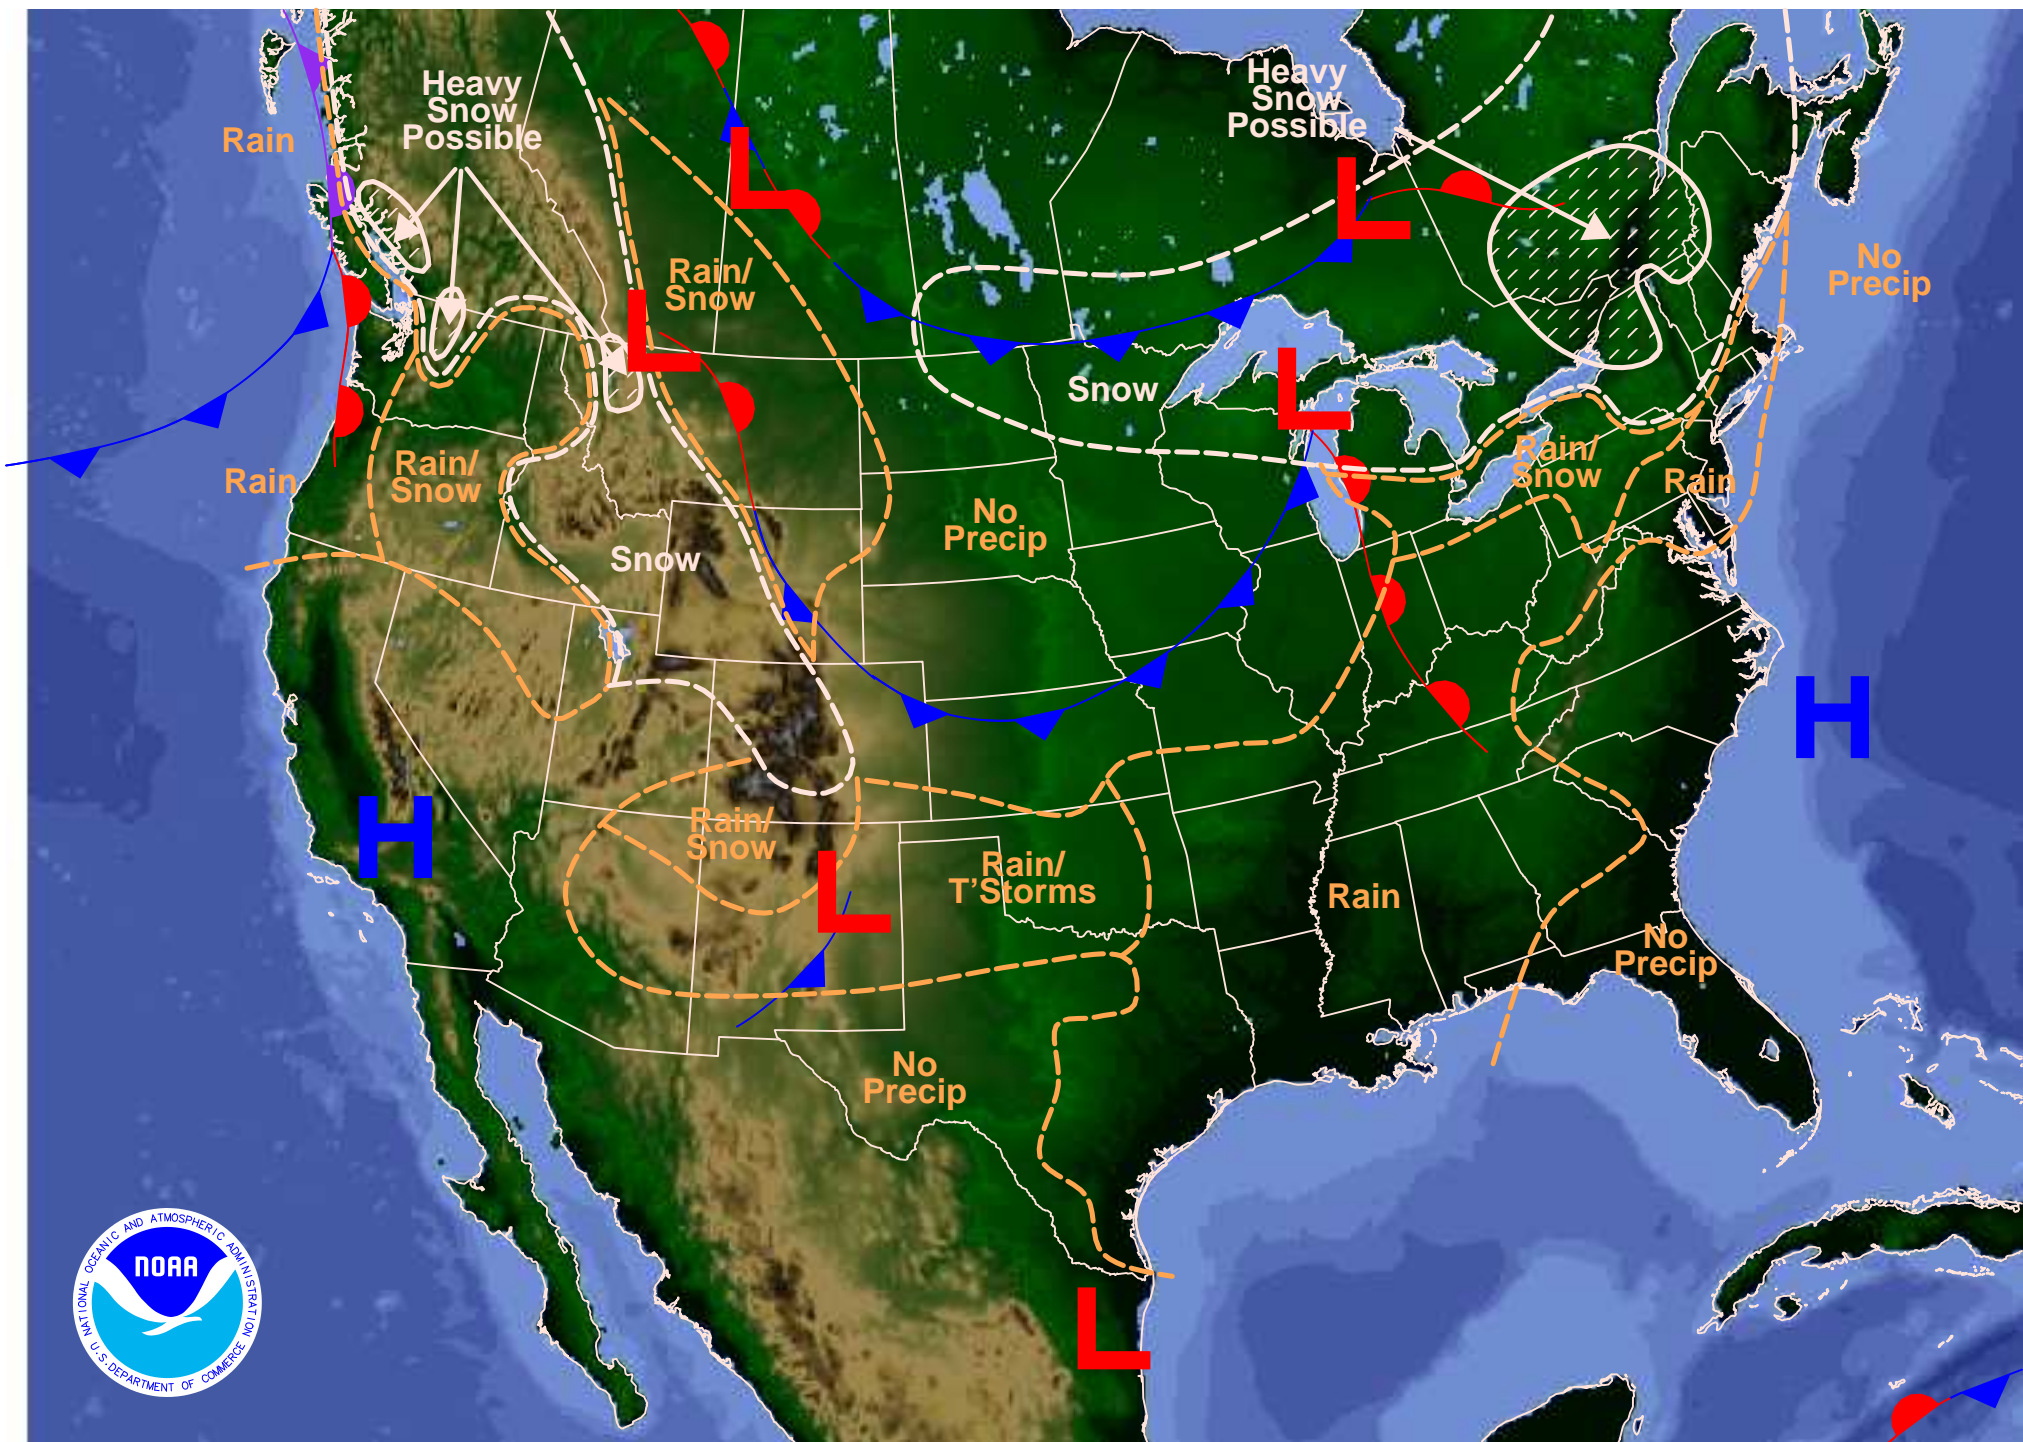 Heavy
Snow
Possible
Heavy
Snow
Possible
Rain
L
L
Rain/
Snow
No
Precip
L
Snow
L
Rain
Rain/
Snow
Rain/
Snow
Rain
No
Precip
Snow
H
H
Rain/
Snow
L
Rain/
T'Storms
Rain
No
Precip
No
Precip
L
NATIONAL OCEANIC AND ATMOSPHERIC ADMINISTRATION
NOAA
U.S. DEPARTMENT OF COMMERCE